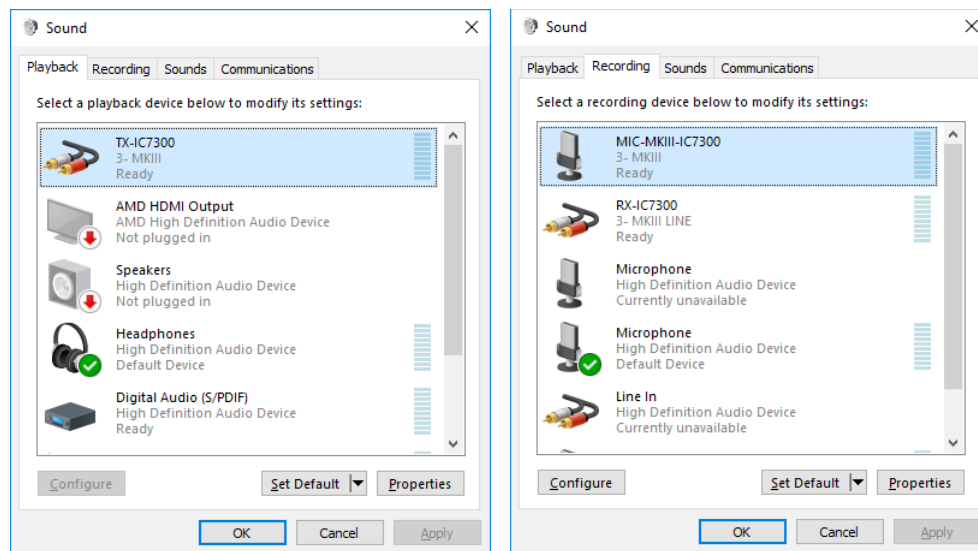 Sound
Playback Recording Sounds Communications
Select a playback device below to modify its settings:
TX-IC7300
3- MKIII
Ready
AMD HDMI Output
AMD High Definition Audio Device
Not plugged in
Speakers
High Definition Audio Device
Not plugged in
Headphones
High Definition Audio Device
Default Device
Digital Audio (S/PDIF)
High Definition Audio Device
Ready
Configure Set Default Properties
OK Cancel Apply
Sound
Playback Recording Sounds Communications
Select a recording device below to modify its settings:
MIC-MKIII-IC7300
3- MKIII
Ready
RX-IC7300
3- MKIII LINE
Ready
Microphone
High Definition Audio Device
Currently unavailable
Microphone
High Definition Audio Device
Default Device
Line In
High Definition Audio Device
Currently unavailable
Configure Set Default Properties
OK Cancel Apply